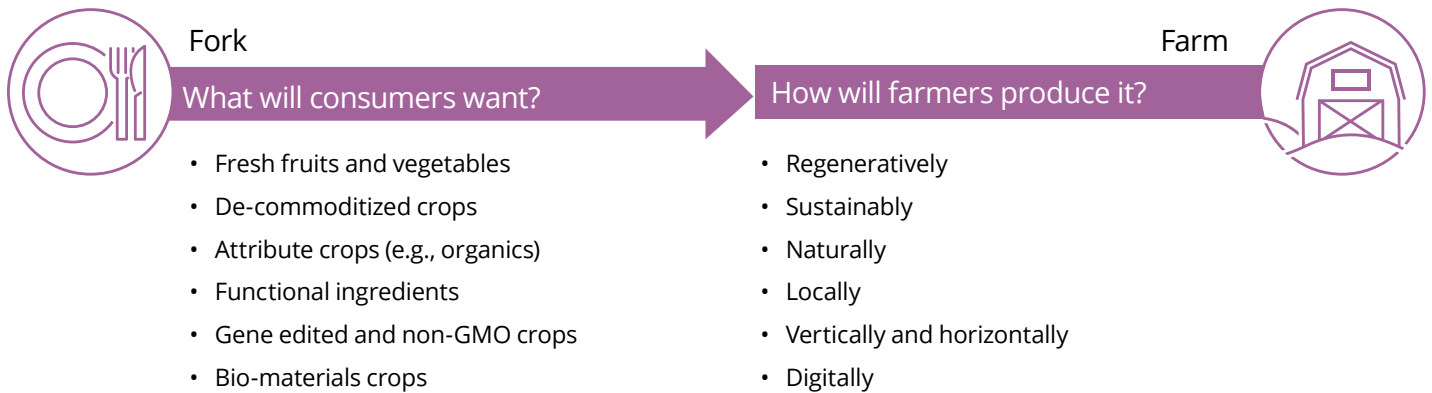 Fork
What will consumers want?
• Fresh fruits and vegetables
• De-commoditized crops
• Attribute crops (e.g., organics)
• Functional ingredients
• Gene edited and non-GMO crops
• Bio-materials crops
Farm
How will farmers produce it?
• Regeneratively
• Sustainably
• Naturally
• Locally
• Vertically and horizontally
• Digitally